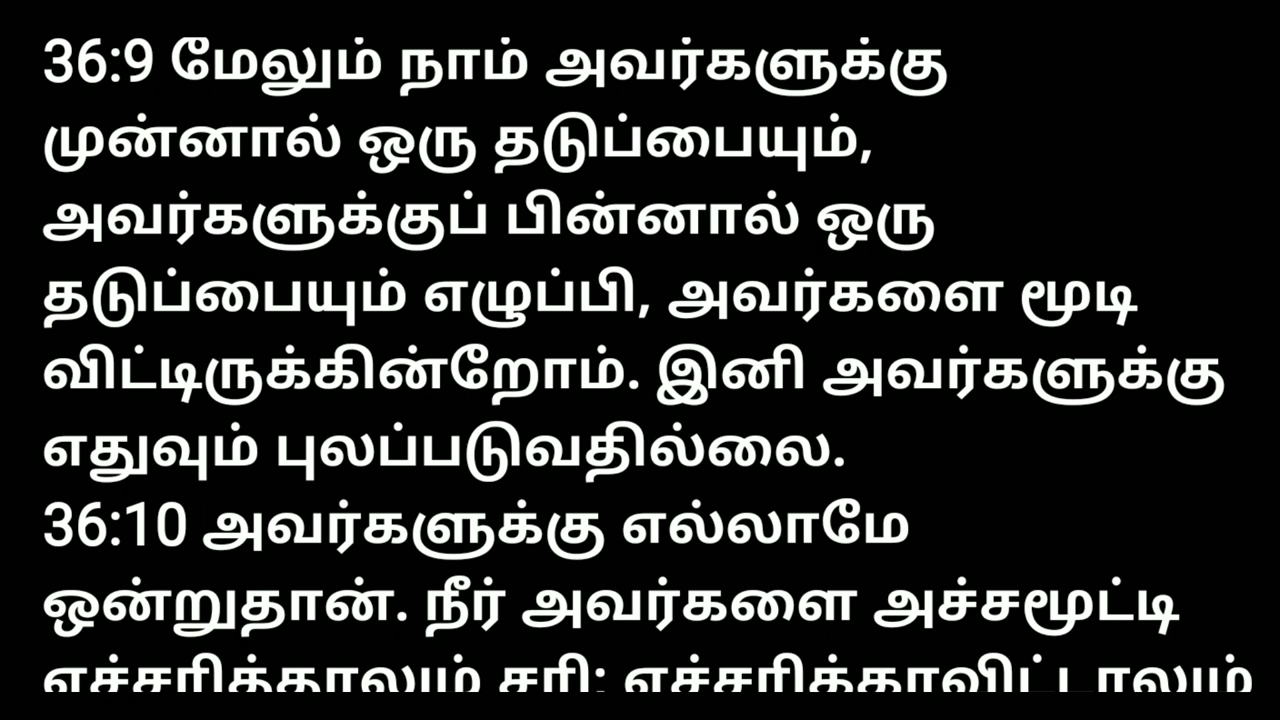 36:9 மேலும் நாம் அவர்களுக்கு
முன்னால் ஒரு தடுப்பையும்,
அவர்களுக்குப் பின்னால் ஒரு
தடுப்பையும் எழுப்பி, அவர்களை மூடி
விட்டிருக்கின்றோம். இனி அவர்களுக்கு
எதுவும் புலப்படுவதில்லை.
36:10 அவர்களுக்கு எல்லாமே
ஒன்றுதான். நீர் அவர்களை அச்சமூட்டி
எச்சரித்தாலும் சரி; எச்சரிக்காவிட்டாலும்